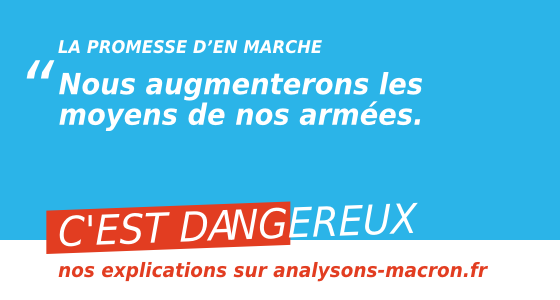 LA PROMESSE D’EN MARCHE
“Nous augmenterons les
moyens de nos armées.
C'EST DANGEREUX
nos explications sur analysons-macron.fr